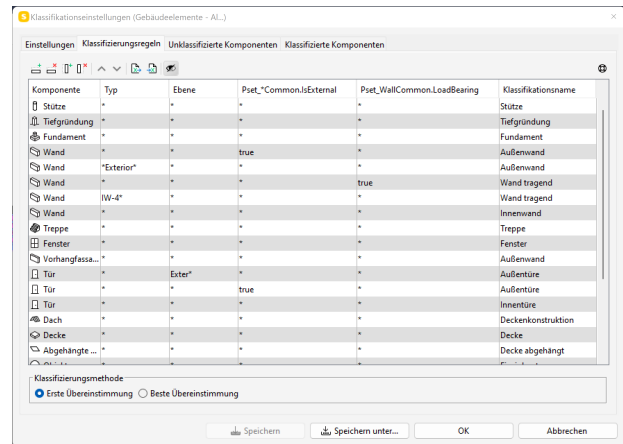 Klassifikationseinstellungen (Gebäudeelemente - Al...)
Einstellungen Klassifizierungsregeln Unklassifizierte Komponenten Klassifizierte Komponenten
Komponente Typ Ebene Pset_*Common.IsExternal Pset_WallCommon.LoadBearing Klassifikationsname
Stütze * * * * Stütze
Tiefgründung * * * * Tiefgründung
Fundament * * * * Fundament
Wand * * true * Außenwand
Wand *Exterior* * * * Außenwand
Wand * * * true Wand tragend
Wand IW-4* * * * Wand tragend
Wand * * * * Innenwand
Treppe * * * * Treppe
Fenster * * * * Fenster
Vorhangfassa... * * * * Außenwand
Tür * Exter* * * Außentüre
Tür * * true * Außentüre
Tür * * * * Innentüre
Dach * * * * Deckenkonstruktion
Decke * * * * Decke
Abgehängte ... * * * * Decke abgehängt
Klassifizierungsmethode
Erste Übereinstimmung Beste Übereinstimmung
Speichern Speichern unter... OK Abbrechen